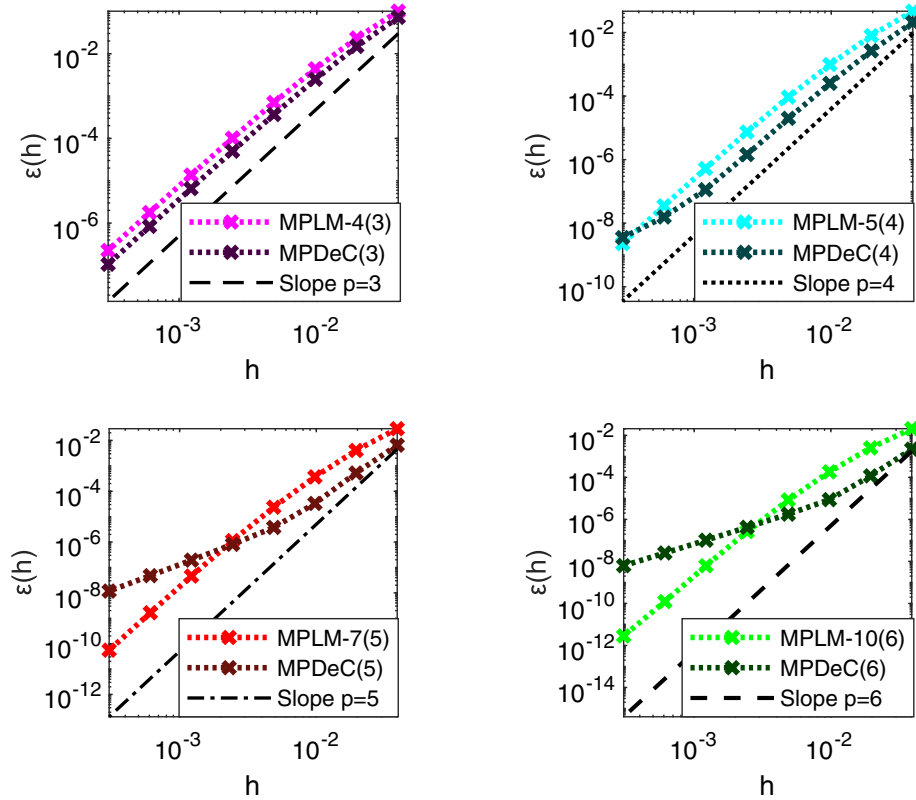 10^-2
10^-4
10^-6
ε(h)
MPLM-4(3)
MPDeC(3)
Slope p=3
10^-3
10^-2
h
10^-2
10^-4
10^-6
10^-8
10^-10
ε(h)
MPLM-5(4)
MPDeC(4)
Slope p=4
10^-3
10^-2
h
10^-2
10^-4
10^-6
10^-8
10^-10
10^-12
ε(h)
MPLM-7(5)
MPDeC(5)
Slope p=5
10^-3
10^-2
h
10^-2
10^-4
10^-6
10^-8
10^-10
10^-12
10^-14
ε(h)
MPLM-10(6)
MPDeC(6)
Slope p=6
10^-3
10^-2
h